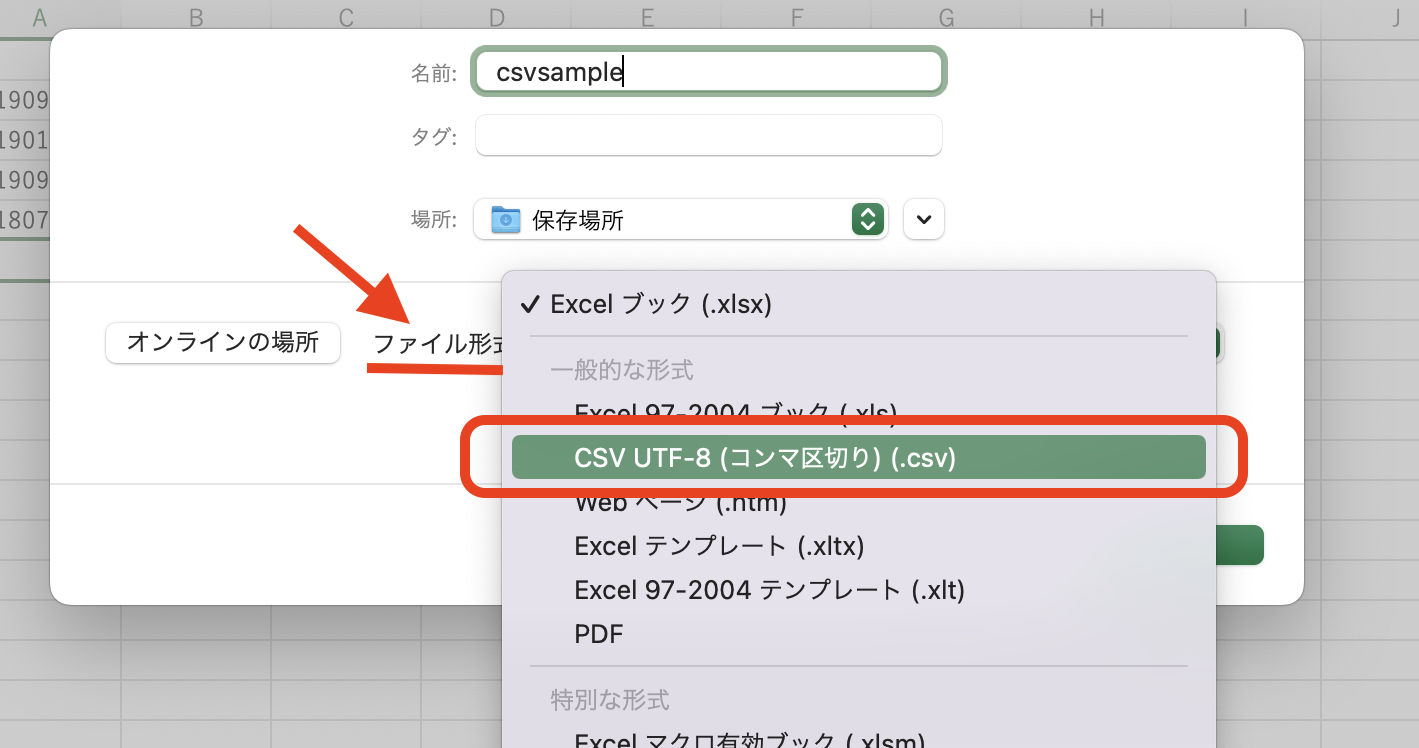 A B C D E F G H I J
名前: csvsample
1909
タグ:
1901
1909
場所: 保存場所
1807
✓ Excel ブック (.xlsx)
オンラインの場所 ファイル形式
一般的な形式
Excel 97-2004 ブック (.xls)
CSV UTF-8 (コンマ区切り) (.csv)
Web ページ (.htm)
Excel テンプレート (.xltx)
Excel 97-2004 テンプレート (.xlt)
PDF
特別な形式
Excel マクロ有効ブック (.xlsm)